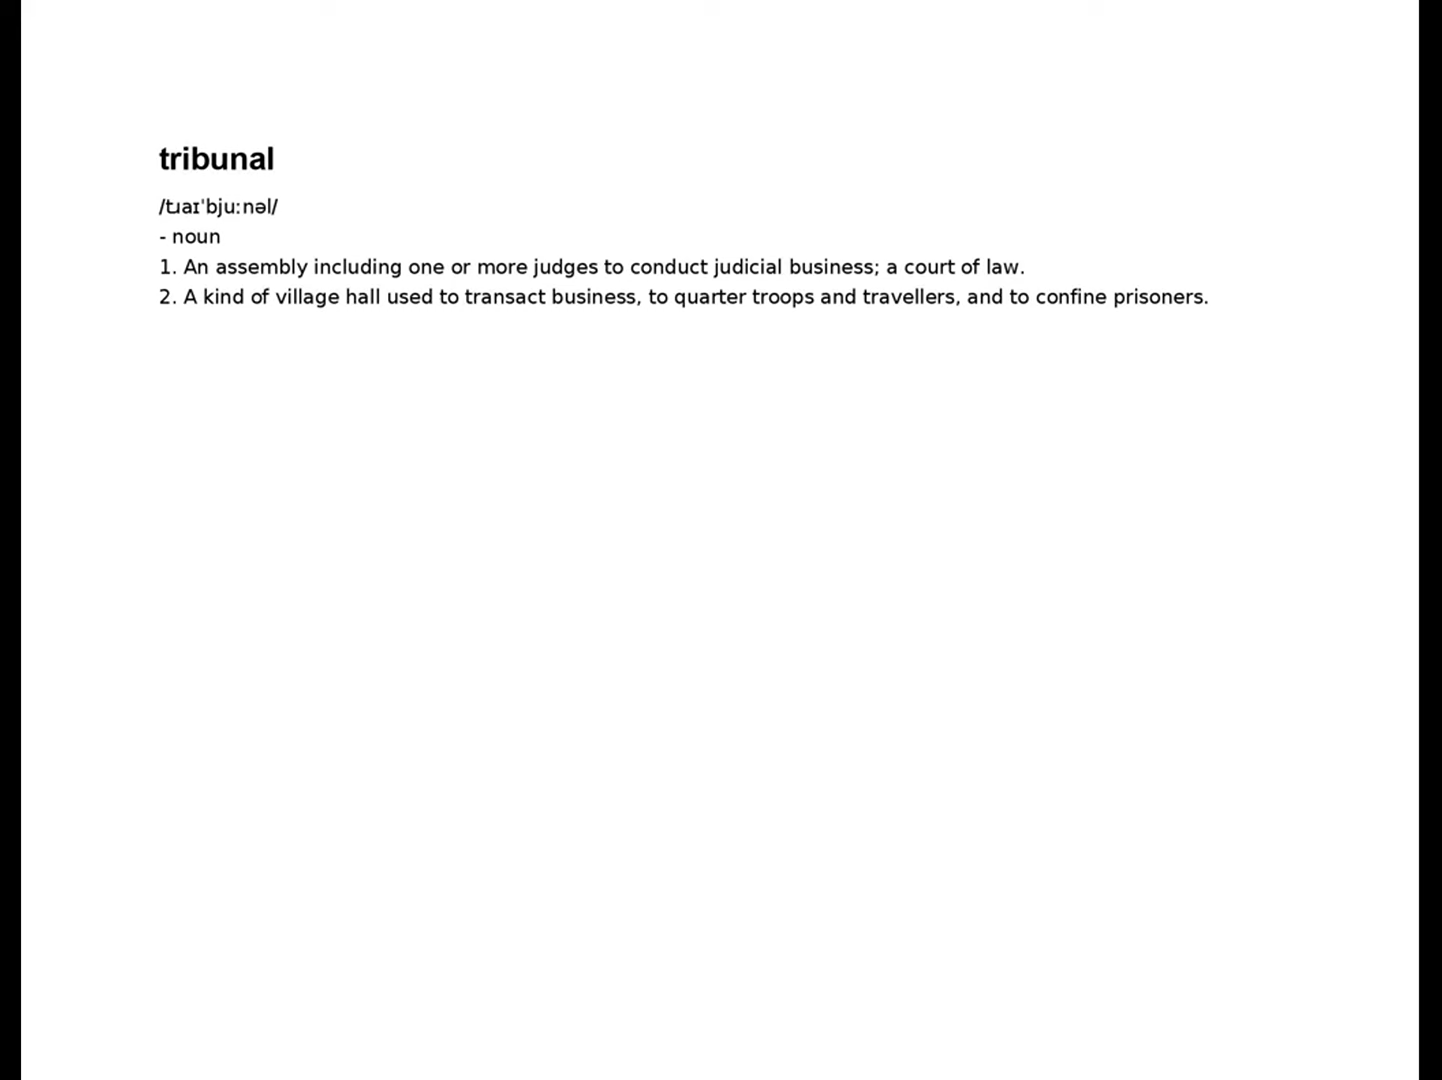 tribunal
/tɹaɪˈbjuːnəl/
- noun
1. An assembly including one or more judges to conduct judicial business; a court of law.
2. A kind of village hall used to transact business, to quarter troops and travellers, and to confine prisoners.